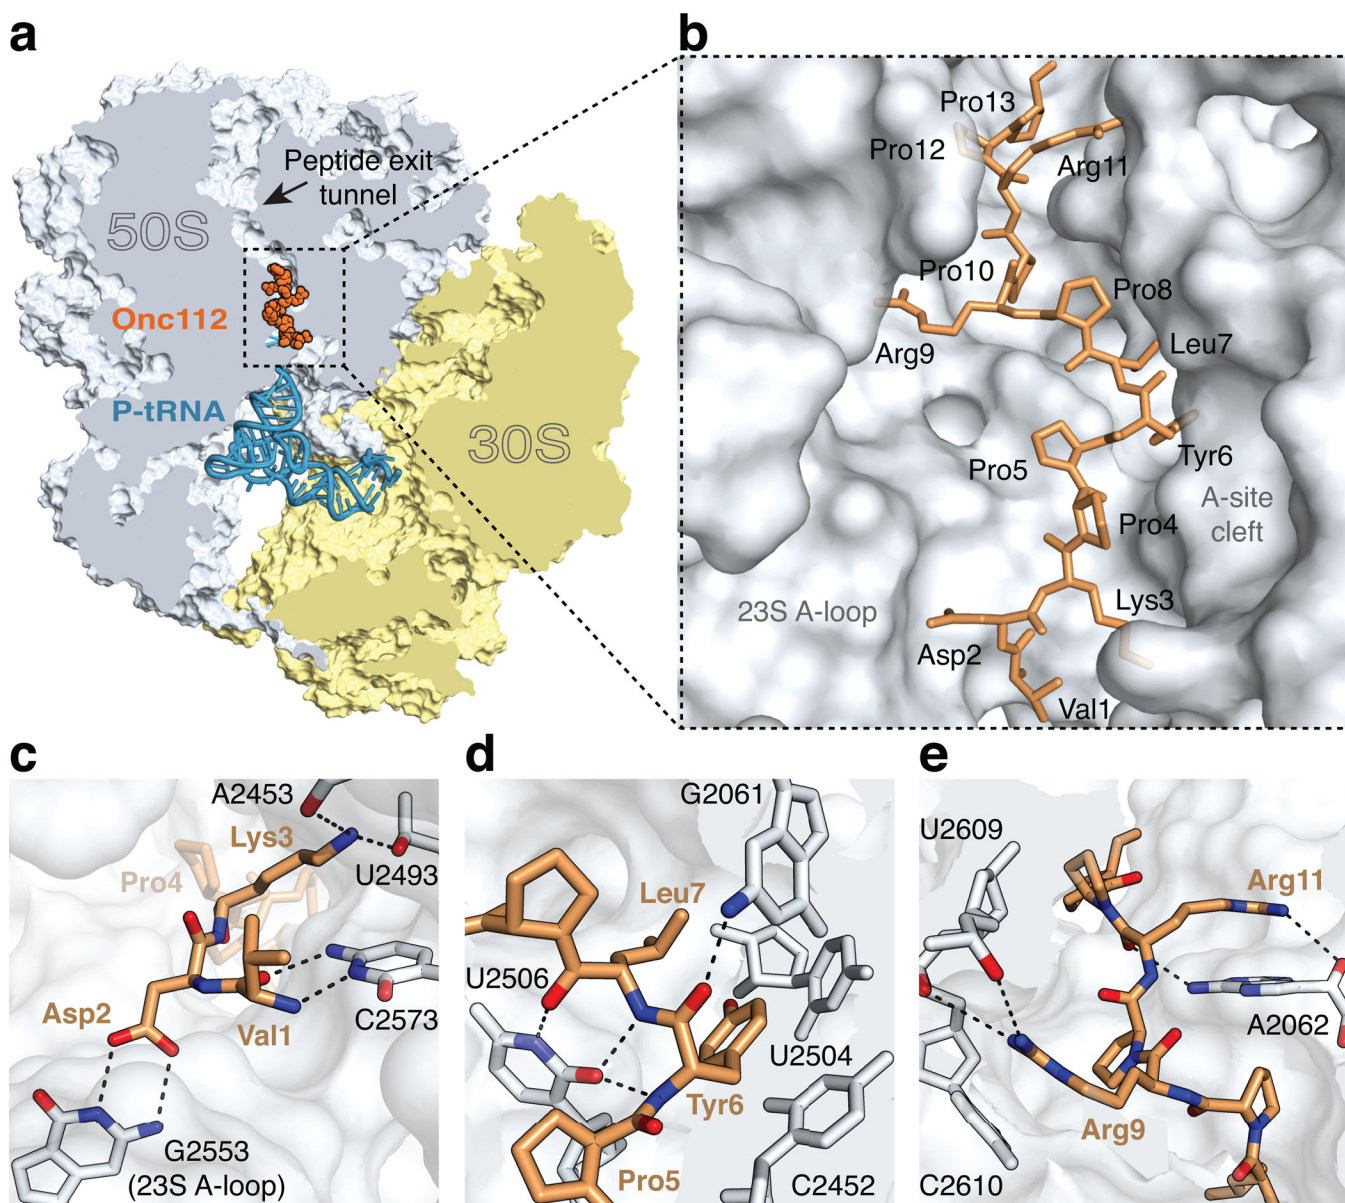 a
Peptide exit
tunnel
50S
Onc112
P-tRNA
30S
b
Pro13
Pro12
Arg11
Pro10
Pro8
Arg9
Leu7
Pro5
Tyr6
A-site
cleft
Pro4
23S A-loop
Lys3
Asp2
Val1
c
A2453
Lys3
U2493
Pro4
Asp2
Val1
C2573
G2553
(23S A-loop)
d
G2061
Leu7
U2506
U2504
Tyr6
Pro5
C2452
e
U2609
Arg11
A2062
Arg9
C2610